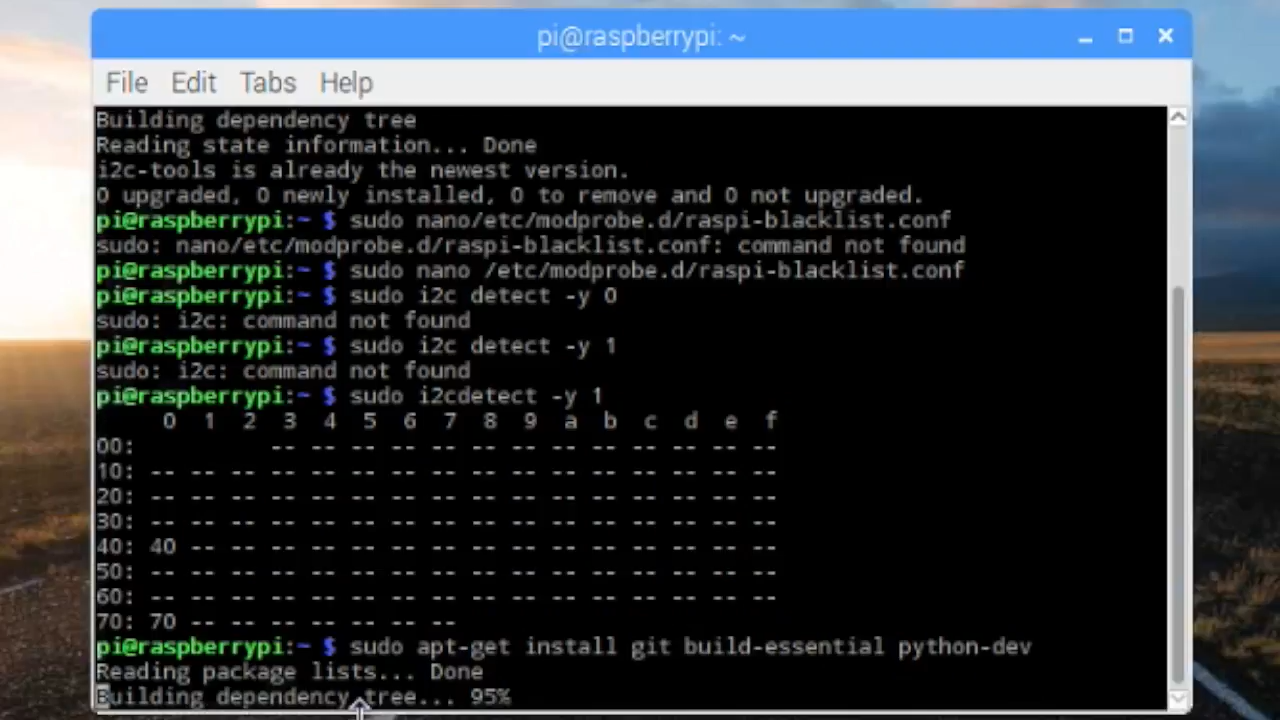 pi@raspberrypi: ~
File Edit Tabs Help
Building dependency tree
Reading state information... Done
i2c-tools is already the newest version.
0 upgraded, 0 newly installed, 0 to remove and 0 not upgraded.
pi@raspberrypi:~ $ sudo nano/etc/modprobe.d/raspi-blacklist.conf
sudo: nano/etc/modprobe.d/raspi-blacklist.conf: command not found
pi@raspberrypi:~ $ sudo nano /etc/modprobe.d/raspi-blacklist.conf
pi@raspberrypi:~ $ sudo i2c detect -y 0
sudo: i2c: command not found
pi@raspberrypi:~ $ sudo i2c detect -y 1
sudo: i2c: command not found
pi@raspberrypi:~ $ sudo i2cdetect -y 1
     0  1  2  3  4  5  6  7  8  9  a  b  c  d  e  f
00:          -- -- -- -- -- -- -- -- -- -- -- -- --
10: -- -- -- -- -- -- -- -- -- -- -- -- -- -- -- --
20: -- -- -- -- -- -- -- -- -- -- -- -- -- -- -- --
30: -- -- -- -- -- -- -- -- -- -- -- -- -- -- -- --
40: 40 -- -- -- -- -- -- -- -- -- -- -- -- -- -- --
50: -- -- -- -- -- -- -- -- -- -- -- -- -- -- -- --
60: -- -- -- -- -- -- -- -- -- -- -- -- -- -- -- --
70: 70 -- -- -- -- -- -- --
pi@raspberrypi:~ $ sudo apt-get install git build-essential python-dev
Reading package lists... Done
Building dependency tree... 95%